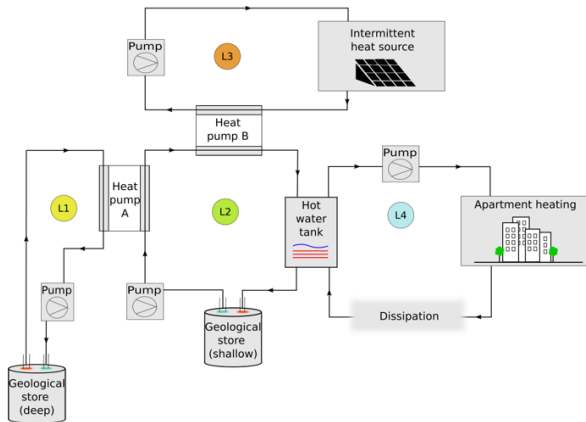 Pump
L3
Intermittent
heat source
Heat
pump B
Pump
L1
Heat
pump
A
L2
Hot
water
tank
L4
Apartment heating
Pump
Pump
Geological
store
(shallow)
Dissipation
Geological
store
(deep)